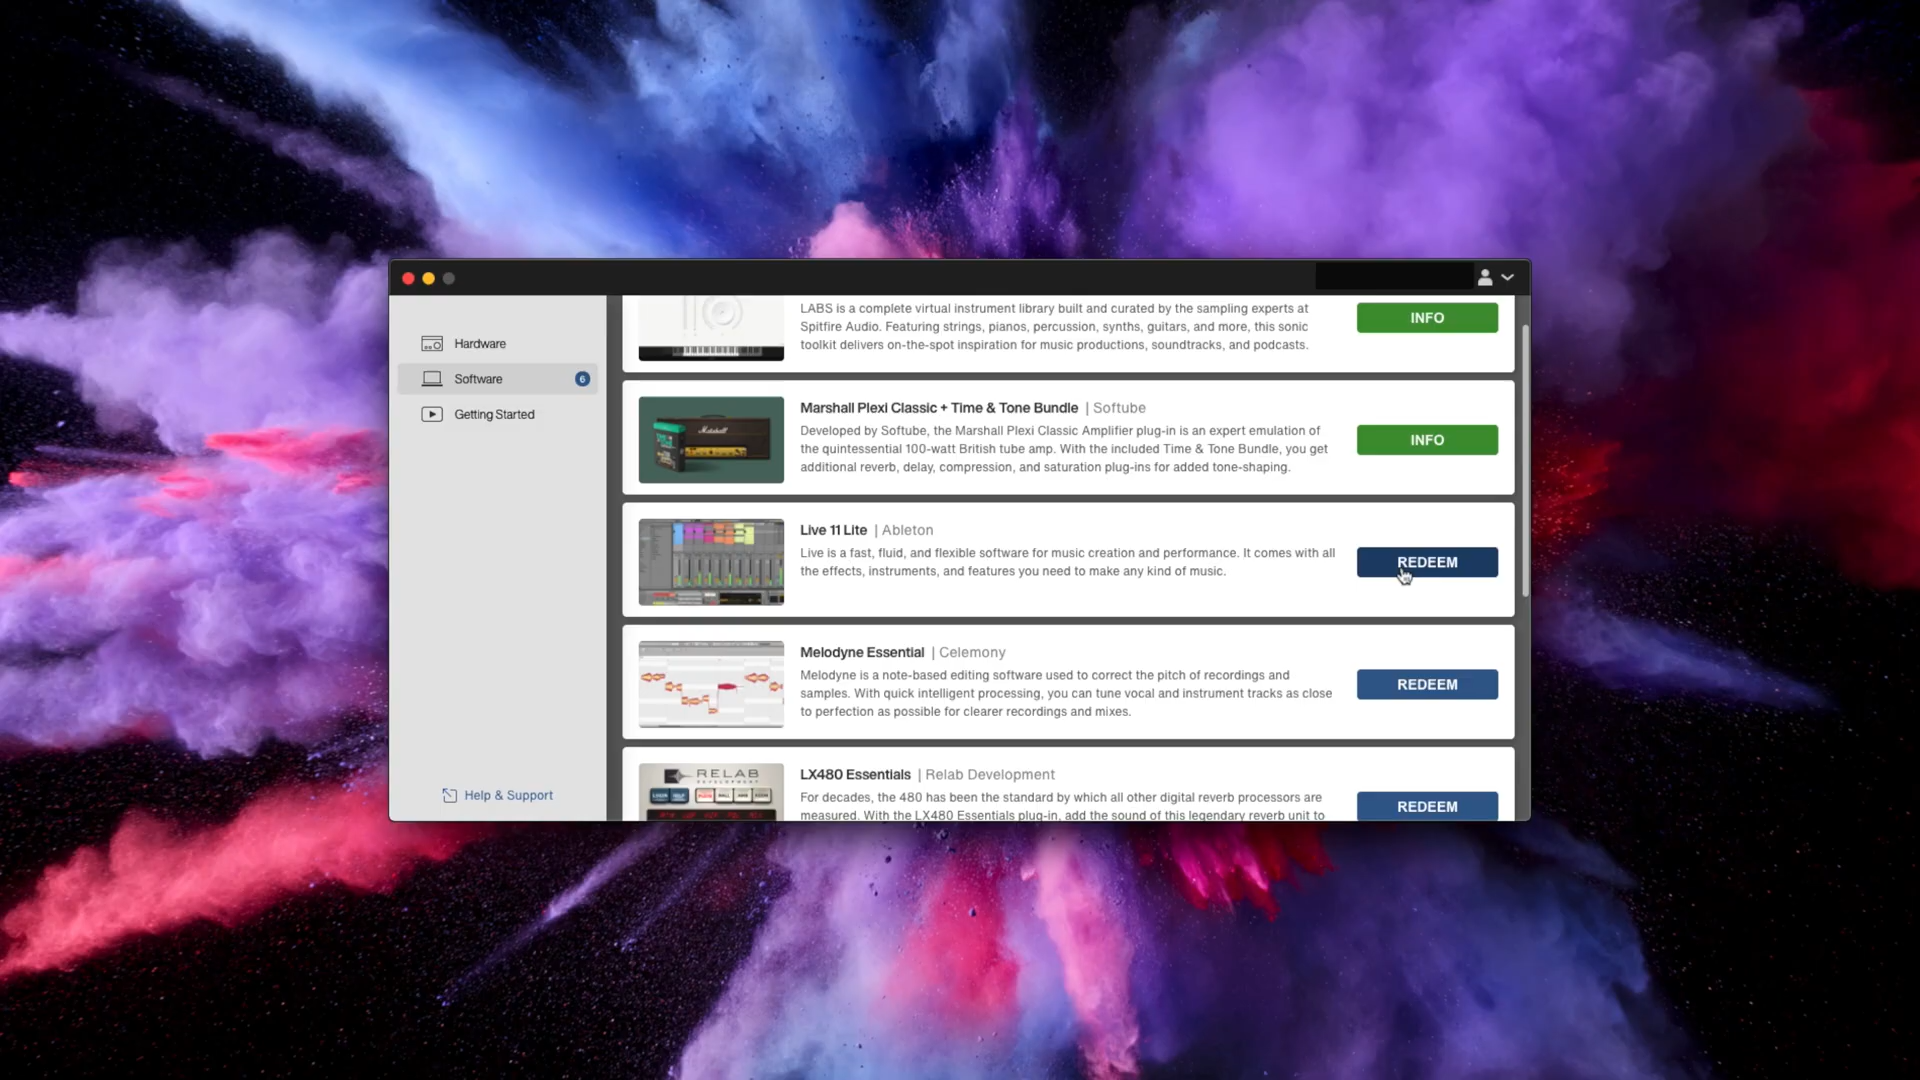 Hardware
Software 6
Getting Started
Help & Support
LABS is a complete virtual instrument library built and curated by the sampling experts at
Spitfire Audio. Featuring strings, pianos, percussion, synths, guitars, and more, this sonic
toolkit delivers on-the-spot inspiration for music productions, soundtracks, and podcasts.
INFO
Marshall
Marshall Plexi Classic + Time & Tone Bundle | Softube
Developed by Softube, the Marshall Plexi Classic Amplifier plug-in is an expert emulation of
the quintessential 100-watt British tube amp. With the included Time & Tone Bundle, you get
additional reverb, delay, compression, and saturation plug-ins for added tone-shaping.
INFO
Live 11 Lite | Ableton
Live is a fast, fluid, and flexible software for music creation and performance. It comes with all
the effects, instruments, and features you need to make any kind of music.
REDEEM
Melodyne Essential | Celemony
Melodyne is a note-based editing software used to correct the pitch of recordings and
samples. With quick intelligent processing, you can tune vocal and instrument tracks as close
to perfection as possible for clearer recordings and mixes.
REDEEM
RELAB
DEVELOPMENT
LX480 Essentials | Relab Development
For decades, the 480 has been the standard by which all other digital reverb processors are
measured. With the LX480 Essentials plug-in, add the sound of this legendary reverb unit to
REDEEM